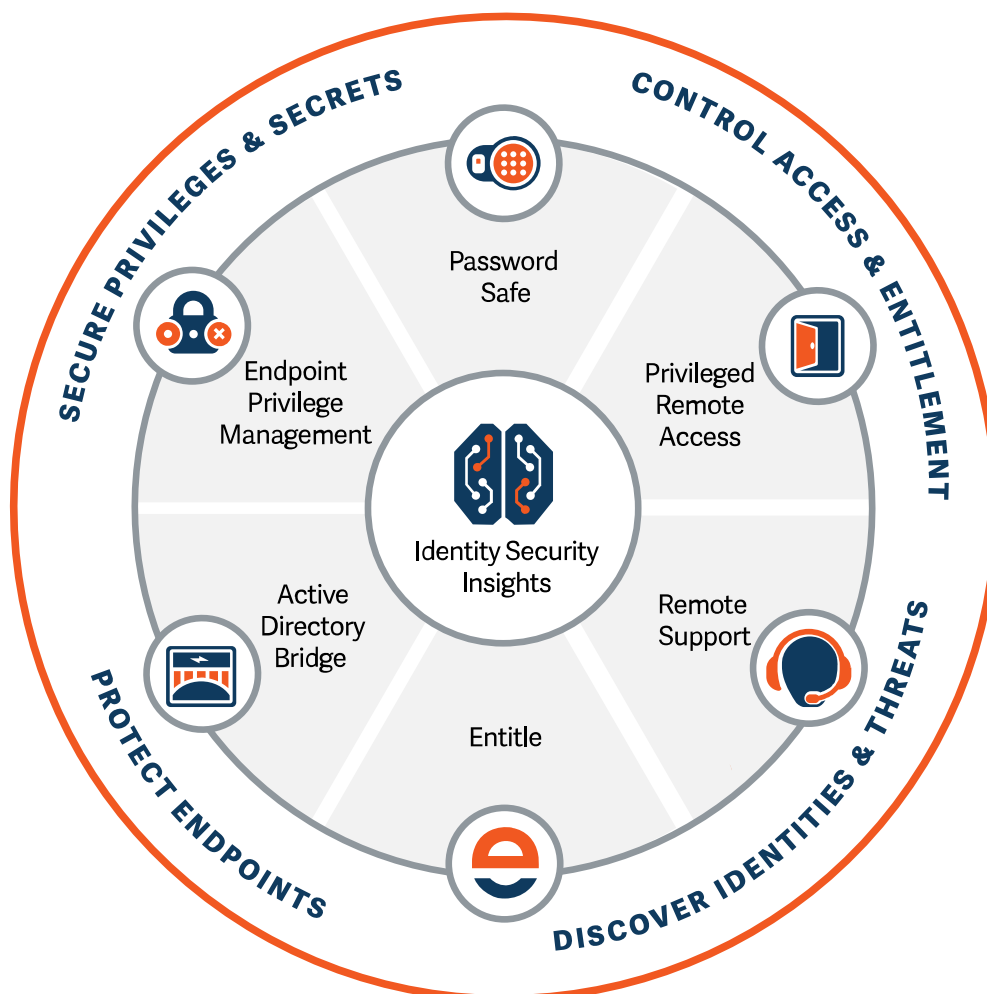 SECURE PRIVILEGES & SECRETS
CONTROL ACCESS & ENTITLEMENT
Password
Safe
Endpoint
Privilege
Management
Privileged
Remote
Access
Identity Security
Insights
Active
Directory
Bridge
Remote
Support
Entitle
PROTECT ENDPOINTS
DISCOVER IDENTITIES & THREATS